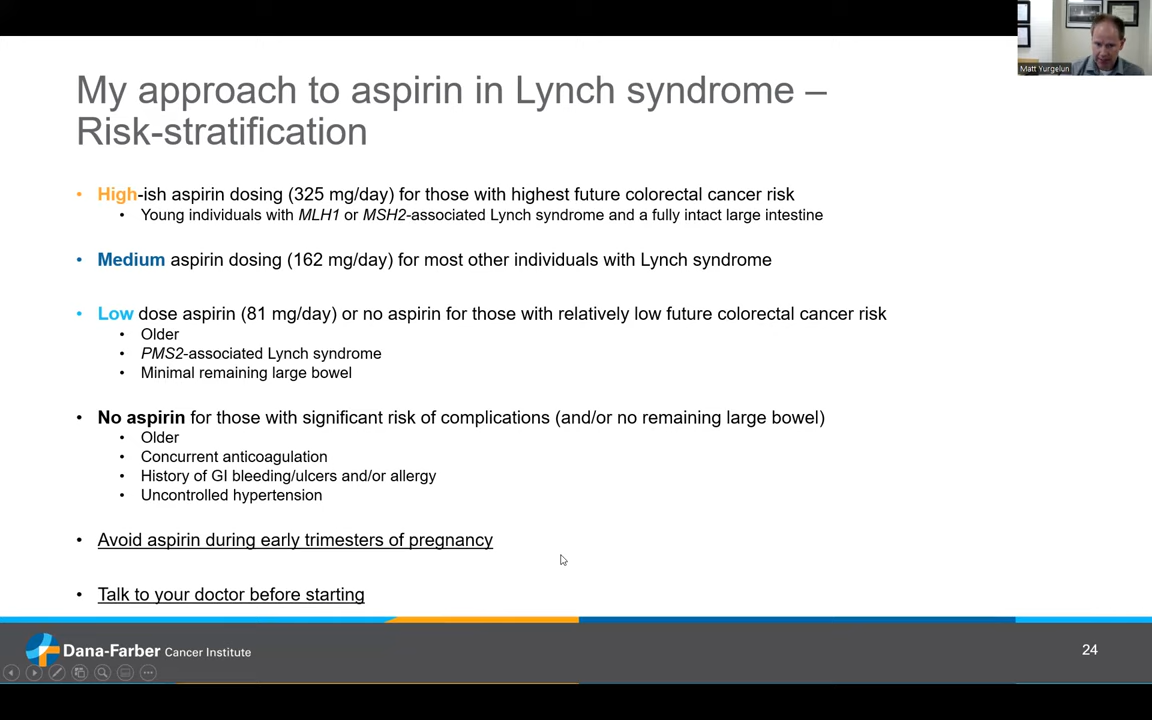 Matt Yurgelun
My approach to aspirin in Lynch syndrome –
Risk-stratification
• High-ish aspirin dosing (325 mg/day) for those with highest future colorectal cancer risk
• Young individuals with MLH1 or MSH2-associated Lynch syndrome and a fully intact large intestine
• Medium aspirin dosing (162 mg/day) for most other individuals with Lynch syndrome
• Low dose aspirin (81 mg/day) or no aspirin for those with relatively low future colorectal cancer risk
• Older
• PMS2-associated Lynch syndrome
• Minimal remaining large bowel
• No aspirin for those with significant risk of complications (and/or no remaining large bowel)
• Older
• Concurrent anticoagulation
• History of GI bleeding/ulcers and/or allergy
• Uncontrolled hypertension
• Avoid aspirin during early trimesters of pregnancy
• Talk to your doctor before starting
Dana-Farber Cancer Institute
24